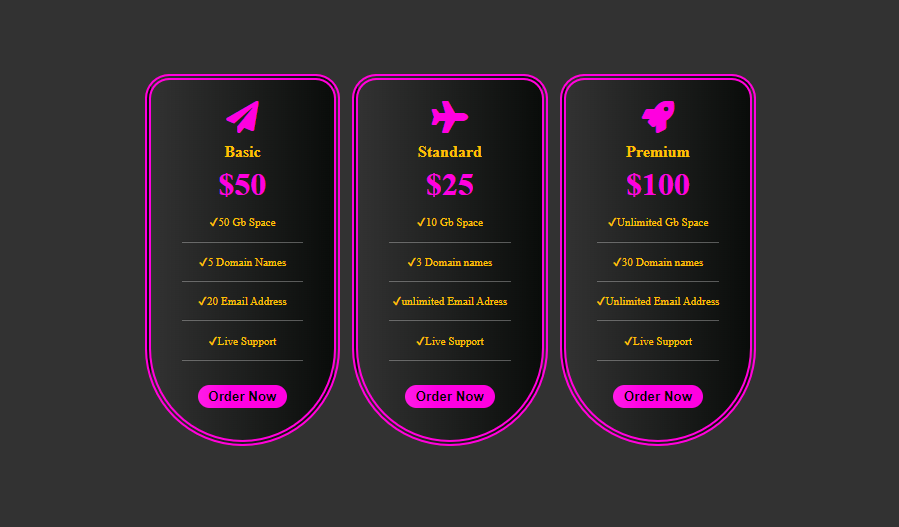 Basic
$50
✓50 Gb Space
✓5 Domain Names
✓20 Email Address
✓Live Support
Order Now
Standard
$25
✓10 Gb Space
✓3 Domain names
✓unlimited Email Adress
✓Live Support
Order Now
Premium
$100
✓Unlimited Gb Space
✓30 Domain names
✓Unlimited Email Address
✓Live Support
Order Now